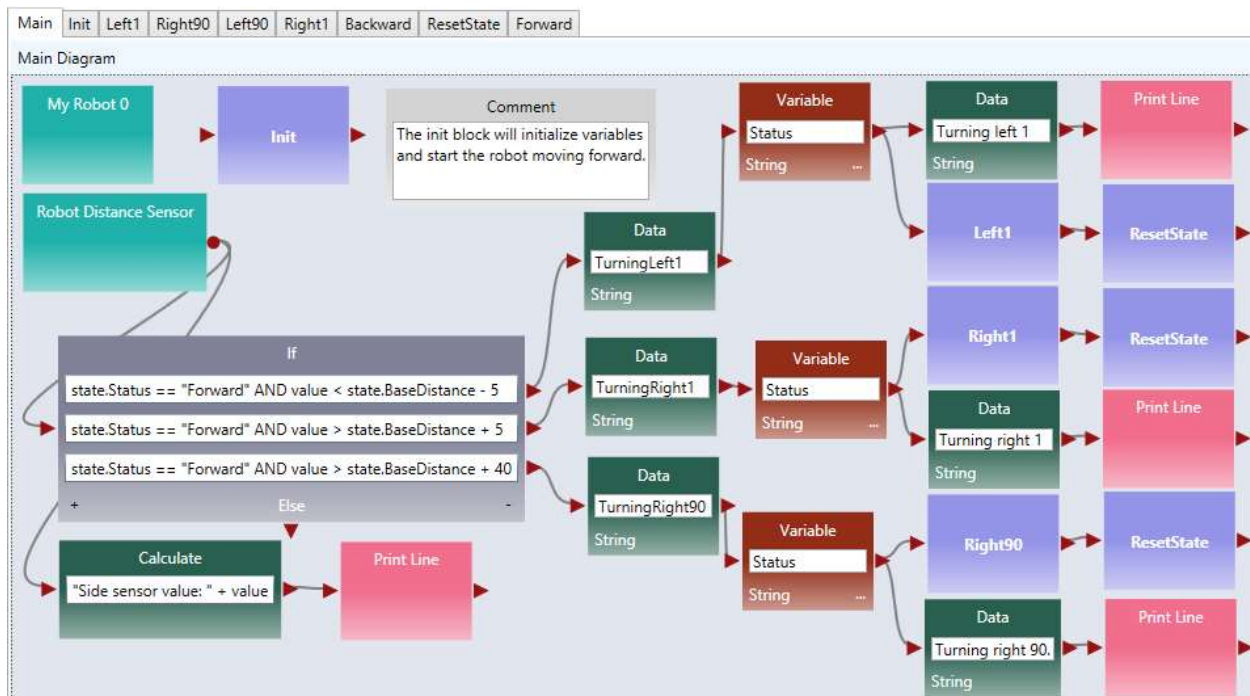 Main Init Left1 Right90 Left90 Right1 Backward ResetState Forward
Main Diagram
My Robot 0
Init
Comment
The init block will initialize variables
and start the robot moving forward.
Variable
Status
String ...
Data
Turning left 1
String
Print Line
Robot Distance Sensor
Data
TurningLeft1
String
Left1
ResetState
If
state.Status == "Forward" AND value < state.BaseDistance - 5
state.Status == "Forward" AND value > state.BaseDistance + 5
state.Status == "Forward" AND value > state.BaseDistance + 40
+ Else -
Data
TurningRight1
String
Variable
Status
String ...
Right1
ResetState
Data
Turning right 1
String
Print Line
Data
TurningRight90
String
Variable
Status
String ...
Right90
ResetState
Data
Turning right 90.
String
Print Line
Calculate
"Side sensor value: " + value
Print Line